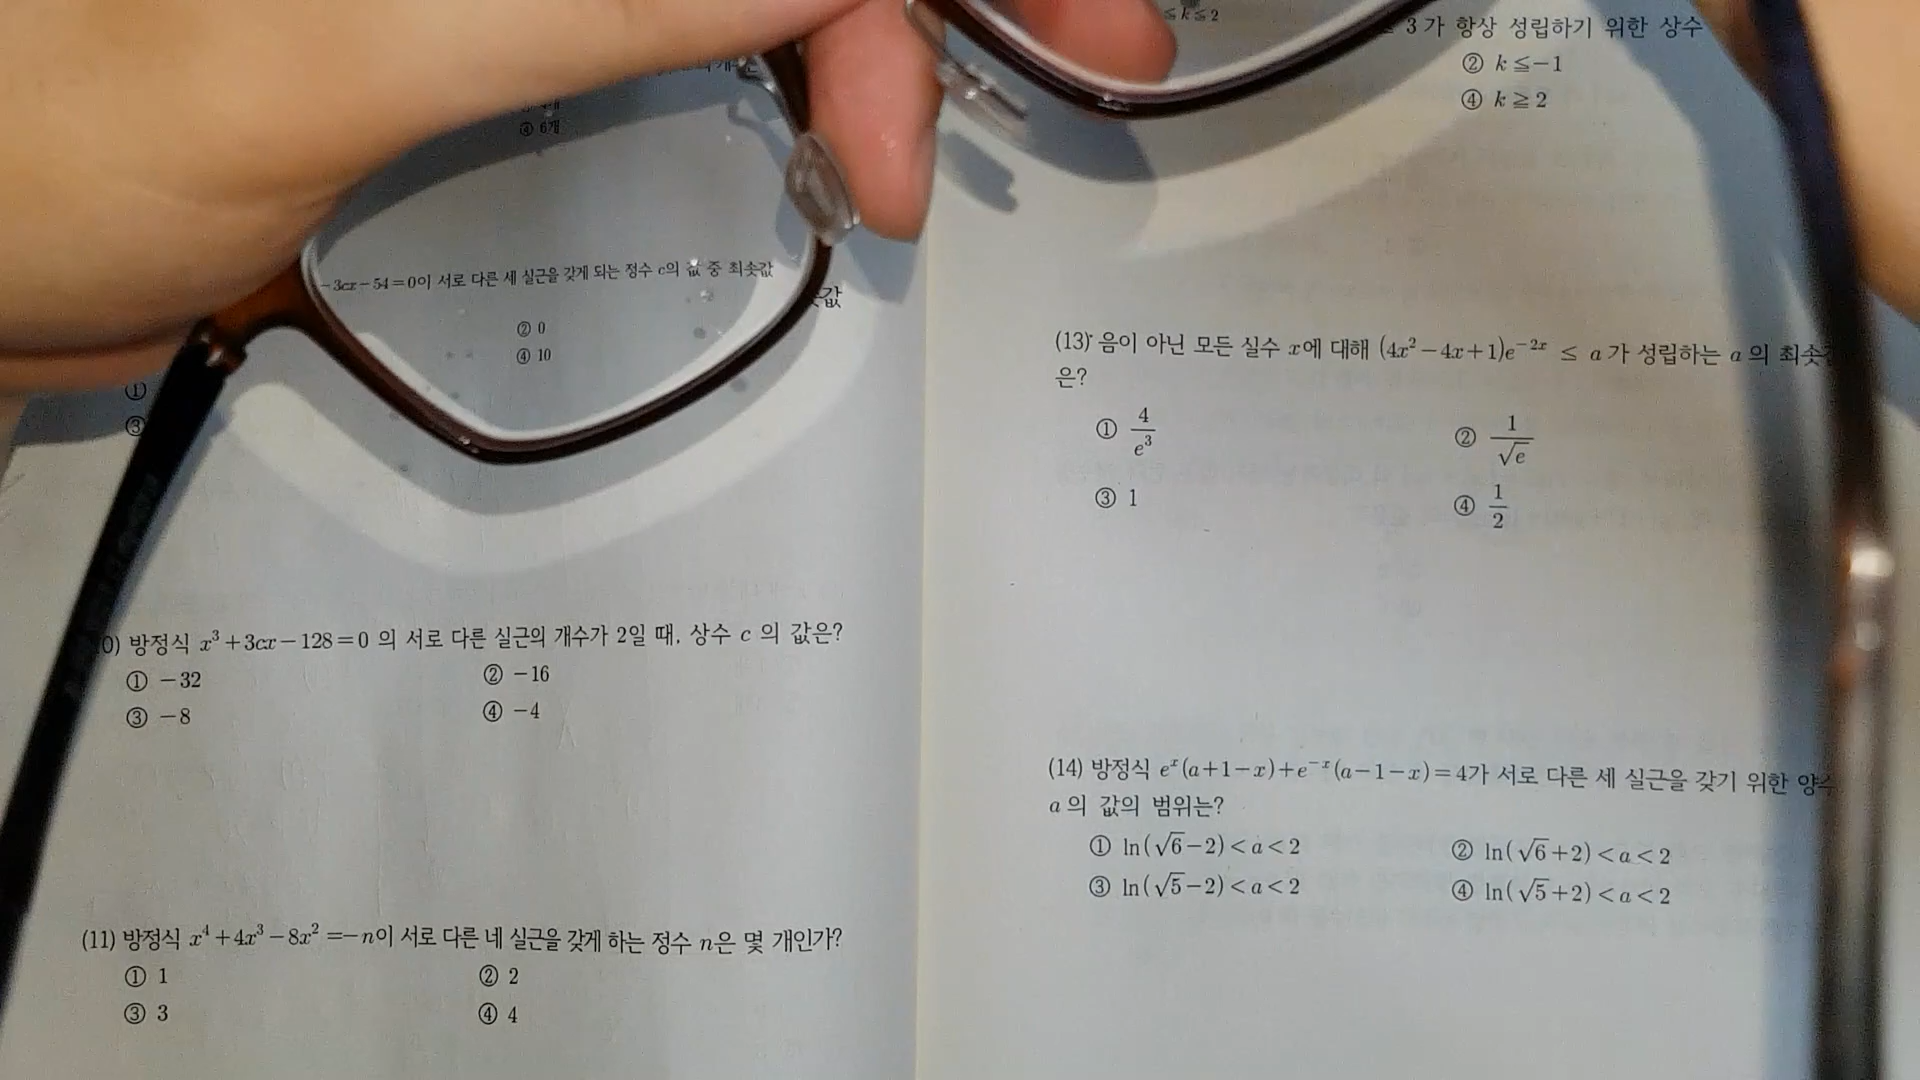 ④ 6개
-3cx-54=0이 서로 다른 세 실근을 갖게 되는 정수 c의 값 중 최솟값
② 0
④ 10
①
③
0) 방정식 x³+3cx-128=0 의 서로 다른 실근의 개수가 2일 때, 상수 c 의 값은?
① -32 ② -16
③ -8 ④ -4
(11) 방정식 x⁴+4x³-8x²=-n이 서로 다른 네 실근을 갖게 하는 정수 n은 몇 개인가?
① 1 ② 2
③ 3 ④ 4
≤k≤2
3가 항상 성립하기 위한 상수
② k≤-1
④ k≥2
(13) 음이 아닌 모든 실수 x에 대해 (4x²-4x+1)e^{-2x} ≤ a가 성립하는 a의 최솟
은?
① 4/e³ ② 1/√e
③ 1 ④ 1/2
(14) 방정식 e^x(a+1-x)+e^{-x}(a-1-x)=4가 서로 다른 세 실근을 갖기 위한 양수
a의 값의 범위는?
① ln(√6-2)<a<2 ② ln(√6+2)<a<2
③ ln(√5-2)<a<2 ④ ln(√5+2)<a<2